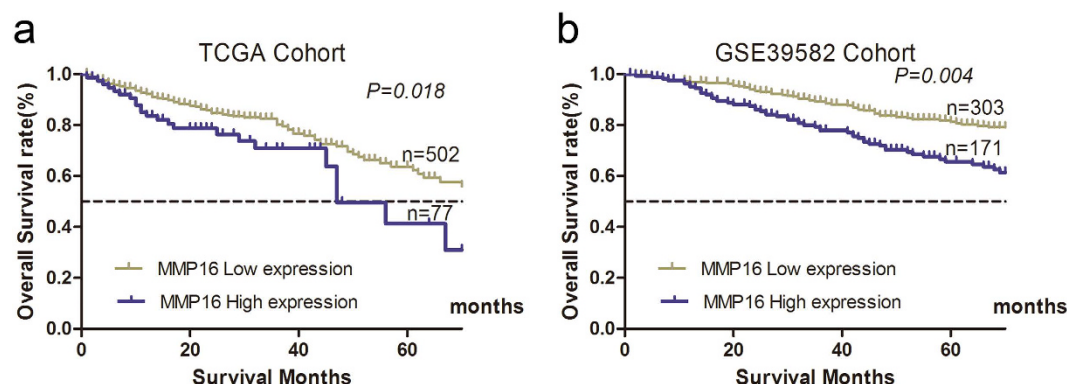 a
TCGA Cohort
Overall Survival rate(%)
1.0
0.8
0.6
0.4
0.2
0.0
P=0.018
n=502
n=77
MMP16 Low expression
MMP16 High expression
months
0
20
40
60
Survival Months
b
GSE39582 Cohort
Overall Survival rate(%)
1.0
0.8
0.6
0.4
0.2
0.0
P=0.004
n=303
n=171
MMP16 Low expression
MMP16 High expression
months
0
20
40
60
Survival Months